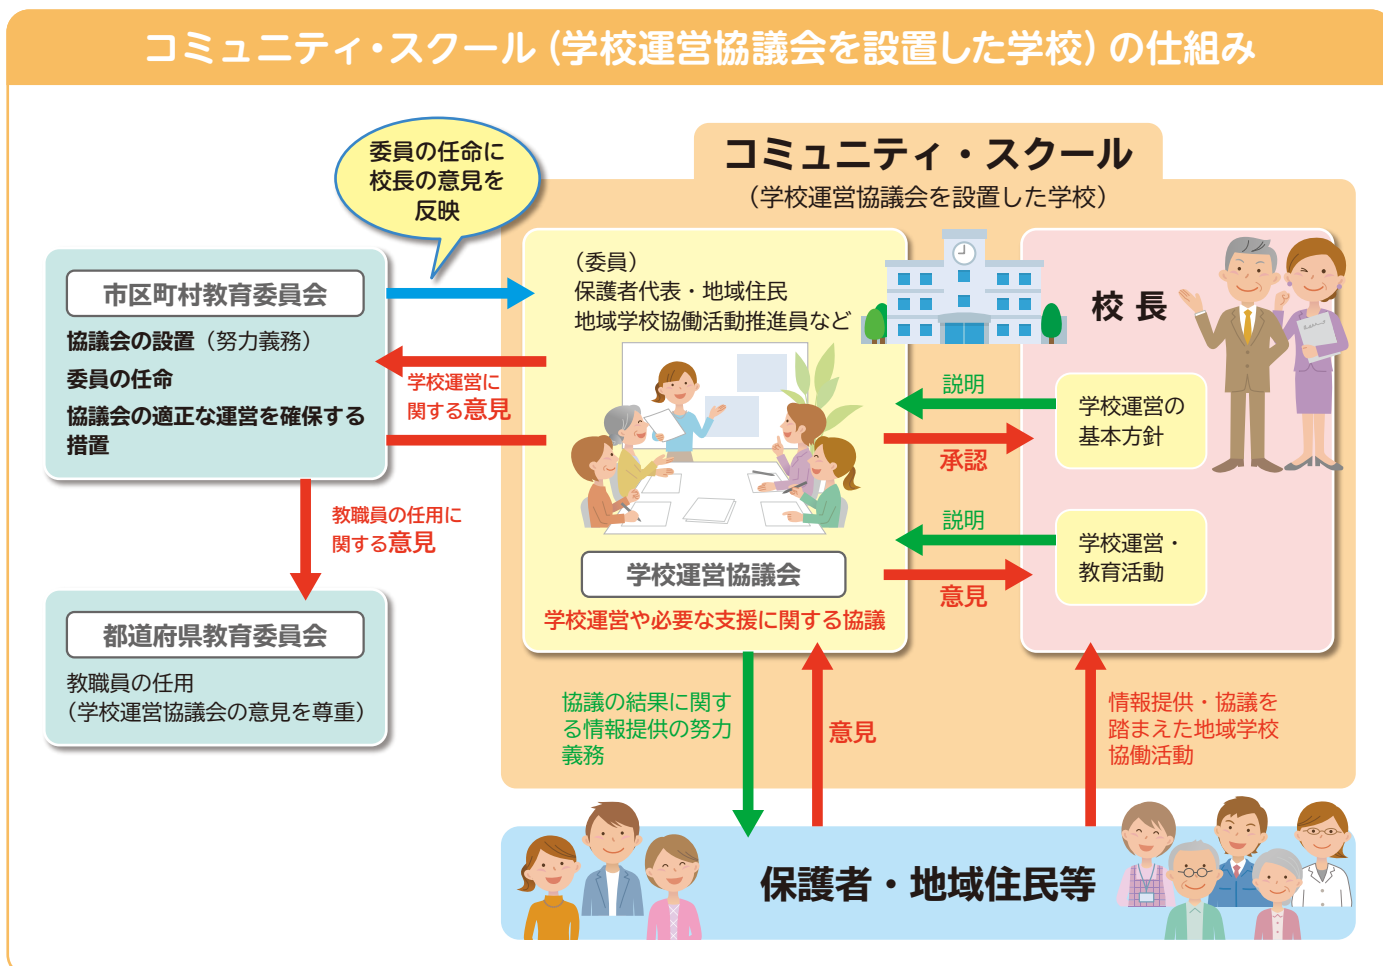 コミュニティ・スクール（学校運営協議会を設置した学校）の仕組み
委員の任命に
校長の意見を
反映
コミュニティ・スクール
（学校運営協議会を設置した学校）
市区町村教育委員会
協議会の設置（努力義務）
委員の任命
協議会の適正な運営を確保する
措置
学校運営に
関する意見
（委員）
保護者代表・地域住民
地域学校協働活動推進員など
校長
説明
学校運営の
基本方針
承認
説明
学校運営・
教育活動
意見
学校運営協議会
学校運営や必要な支援に関する協議
教職員の任用に
関する意見
都道府県教育委員会
教職員の任用
（学校運営協議会の意見を尊重）
協議の結果に関す
る情報提供の努力
義務
意見
情報提供・協議を
踏まえた地域学校
協働活動
保護者・地域住民等